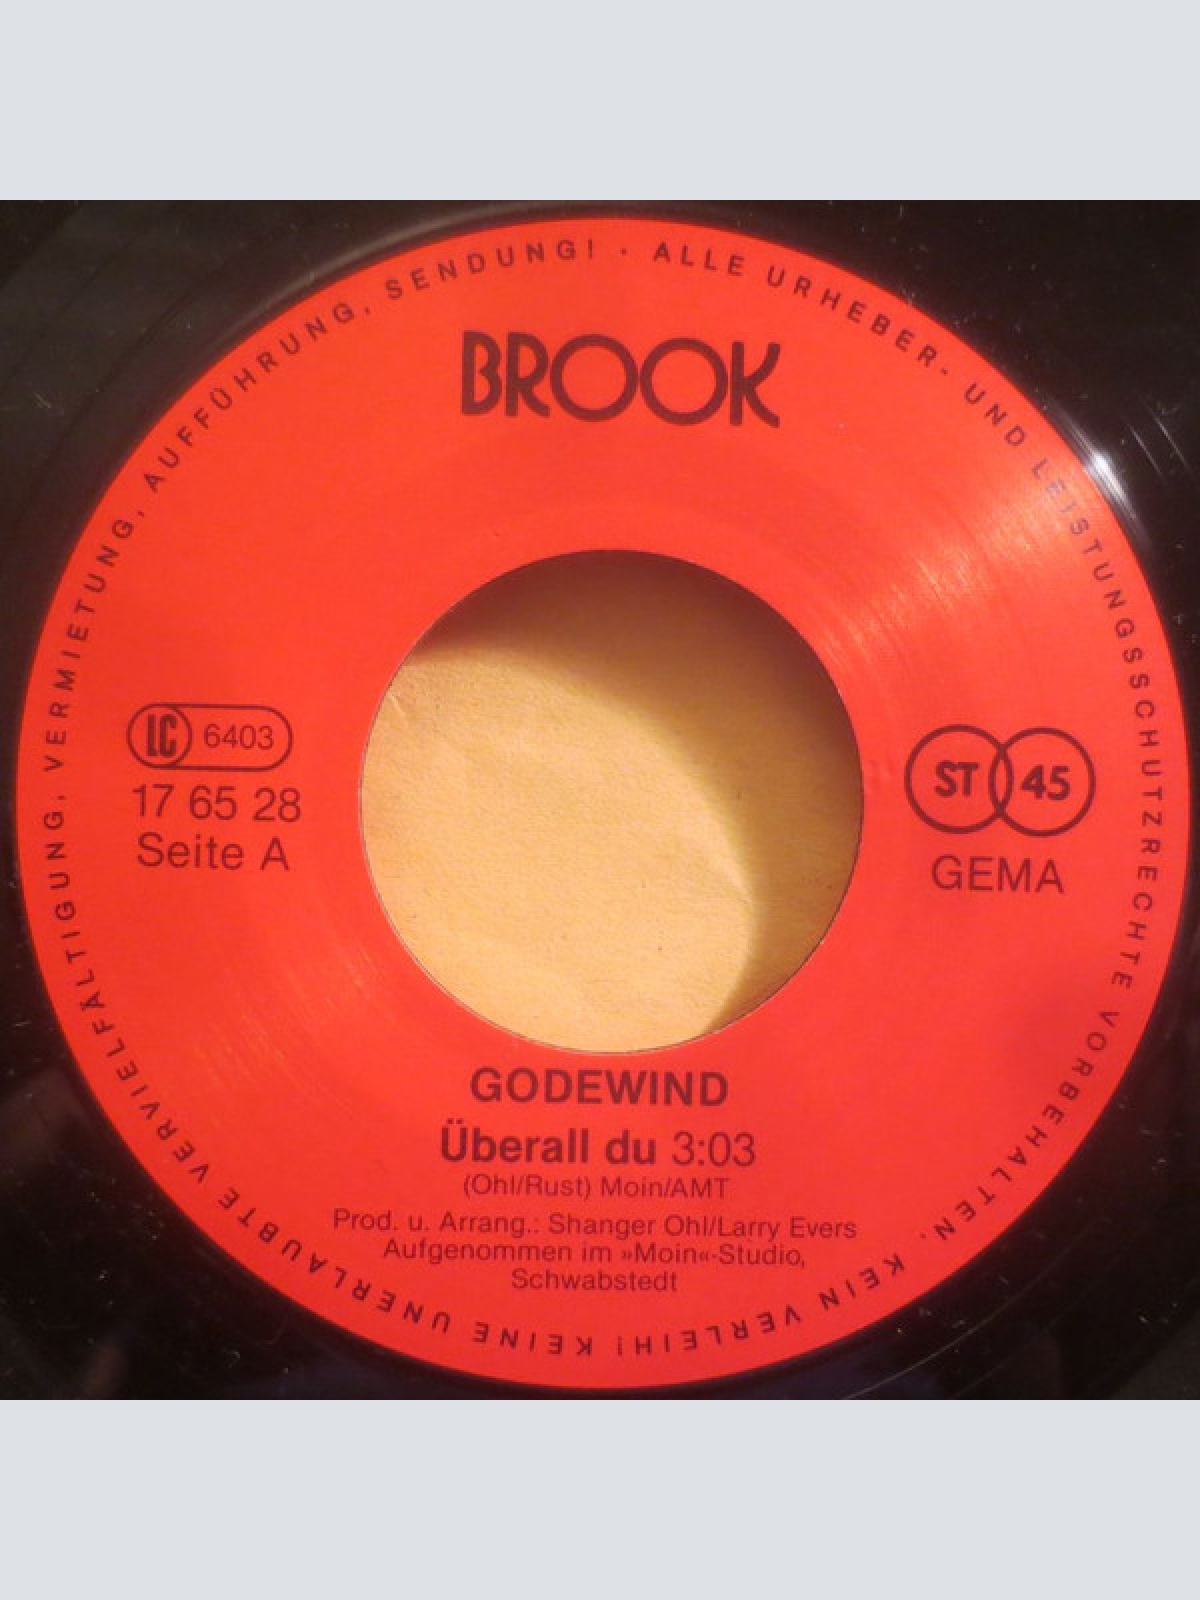 ALLE URHEBER- UND LEISTUNGSSCHUTZRECHTE VORBEHALTEN. KEIN VERLEIH! KEINE UNERLAUBTE VERVIELFÄLTIGUNG, VERMIETUNG, AUFFÜHRUNG, SENDUNG! ·
BROOK
LC 6403
17 65 28
Seite A
ST 45
GEMA
GODEWIND
Überall du 3:03
(Ohl/Rust) Moin/AMT
Prod. u. Arrang.: Shanger Ohl/Larry Evers
Aufgenommen im »Moin«-Studio,
Schwabstedt